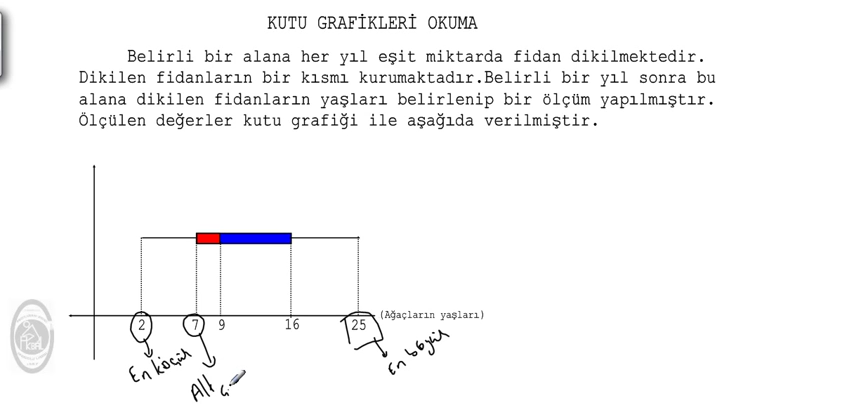 KUTU GRAFİKLERİ OKUMA
Belirli bir alana her yıl eşit miktarda fidan dikilmektedir.
Dikilen fidanların bir kısmı kurumaktadır.Belirli bir yıl sonra bu
alana dikilen fidanların yaşları belirlenip bir ölçüm yapılmıştır.
Ölçülen değerler kutu grafiği ile aşağıda verilmiştir.
2 7 9 16 25 (Ağaçların yaşları)
En küçük
Alt
En büyük